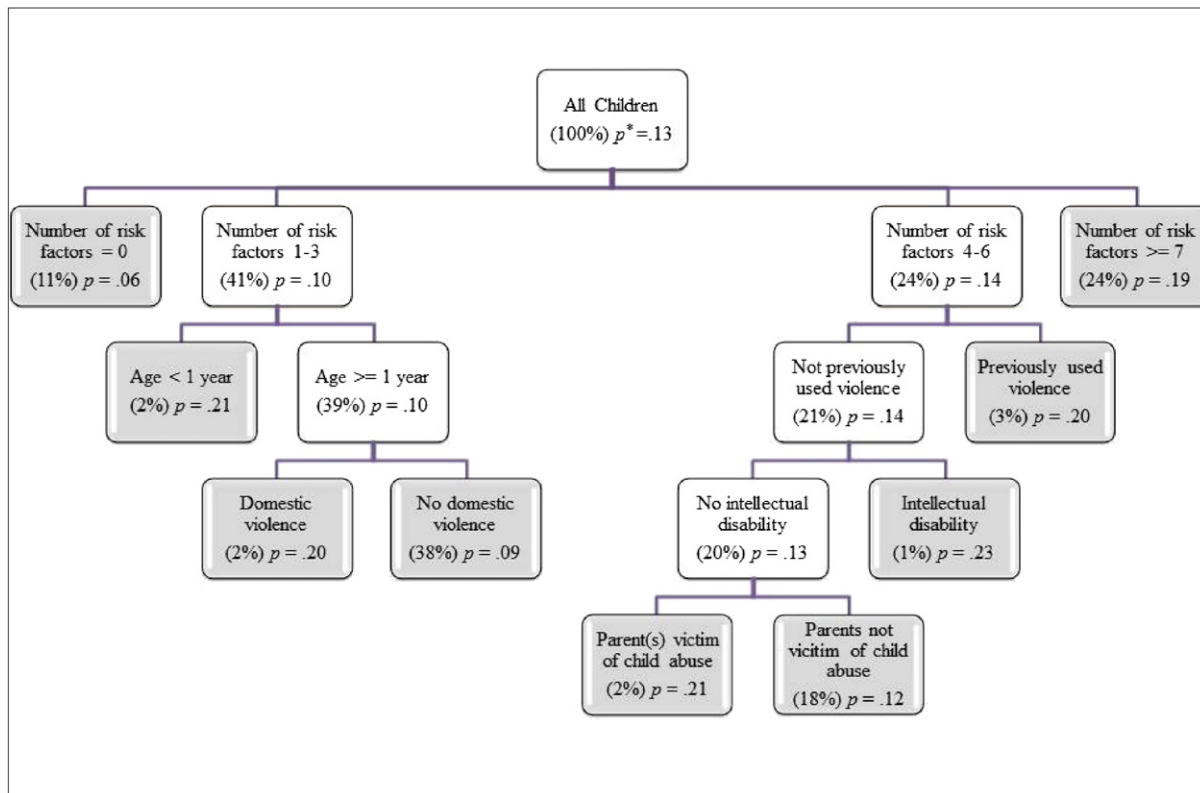 All Children
(100%) p* =.13
Number of risk
factors = 0
(11%) p = .06
Number of risk
factors 1-3
(41%) p = .10
Number of risk
factors 4-6
(24%) p = .14
Number of risk
factors >= 7
(24%) p = .19
Age < 1 year
(2%) p = .21
Age >= 1 year
(39%) p = .10
Not previously
used violence
(21%) p = .14
Previously used
violence
(3%) p = .20
Domestic
violence
(2%) p = .20
No domestic
violence
(38%) p = .09
No intellectual
disability
(20%) p = .13
Intellectual
disability
(1%) p = .23
Parent(s) victim
of child abuse
(2%) p = .21
Parents not
vicitim of child
abuse
(18%) p = .12